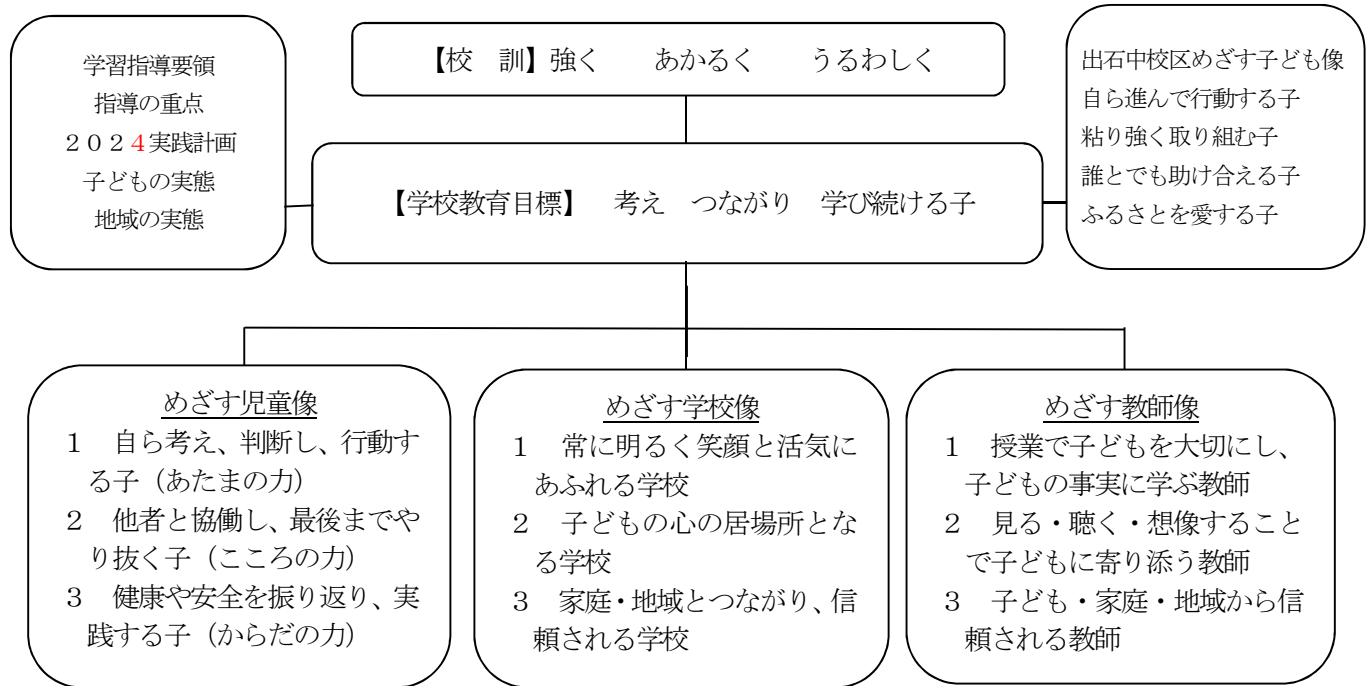 学習指導要領
指導の重点
２０２４実践計画
子どもの実態
地域の実態
【校　訓】強く　　あかるく　　うるわしく
【学校教育目標】　考え　つながり　学び続ける子
出石中校区めざす子ども像
自ら進んで行動する子
粘り強く取り組む子
誰とでも助け合える子
ふるさとを愛する子
めざす児童像
１　自ら考え、判断し、行動す
る子（あたまの力）
２　他者と協働し、最後までや
り抜く子（こころの力）
３　健康や安全を振り返り、実
践する子（からだの力）
めざす学校像
１　常に明るく笑顔と活気に
あふれる学校
２　子どもの心の居場所とな
る学校
３　家庭・地域とつながり、信
頼される学校
めざす教師像
１　授業で子どもを大切にし、
子どもの事実に学ぶ教師
２　見る・聴く・想像すること
で子どもに寄り添う教師
３　子ども・家庭・地域から信
頼される教師